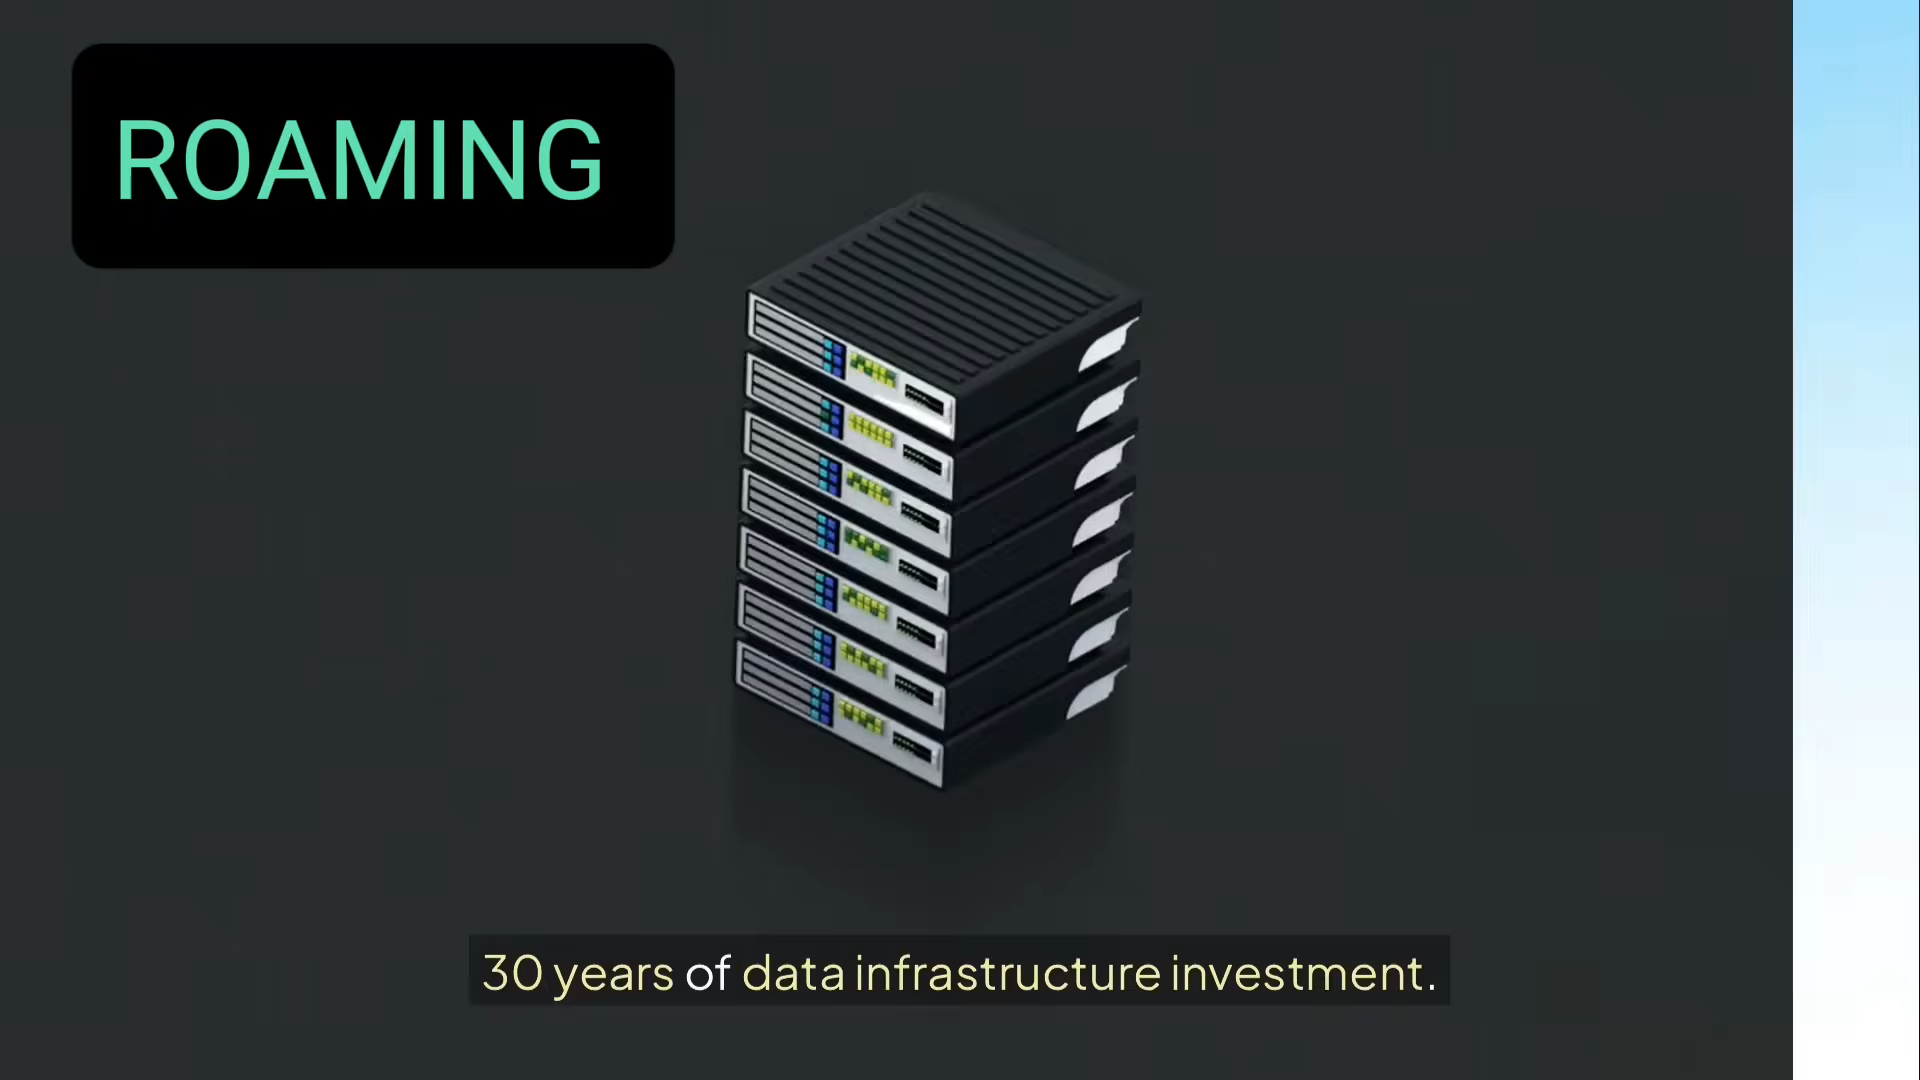 ROAMING
30 years of data infrastructure investment.